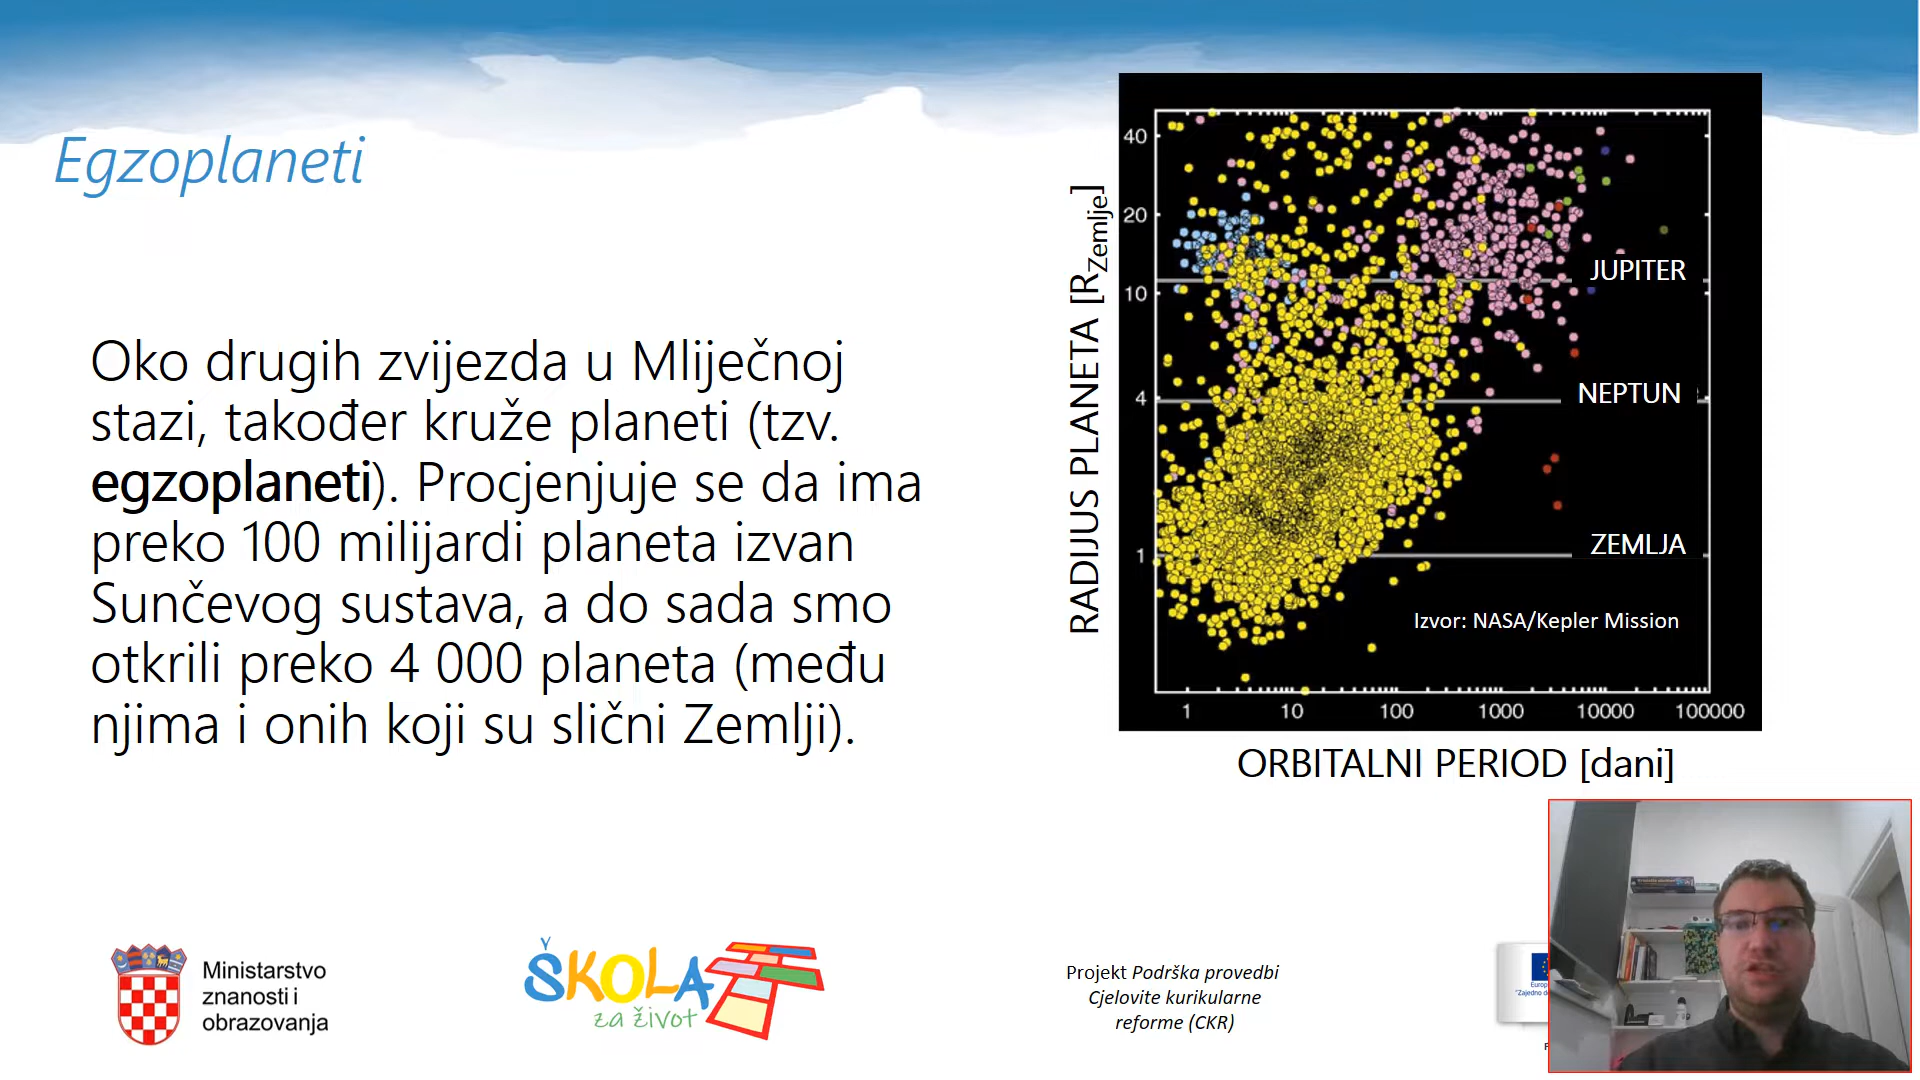 Egzoplaneti
Oko drugih zvijezda u Mliječnoj
stazi, također kruže planeti (tzv.
egzoplaneti). Procjenjuje se da ima
preko 100 milijardi planeta izvan
Sunčevog sustava, a do sada smo
otkrili preko 4 000 planeta (među
njima i onih koji su slični Zemlji).
RADIJUS PLANETA [RZemlje]
40
20
10
4
1
JUPITER
NEPTUN
ZEMLJA
Izvor: NASA/Kepler Mission
1 10 100 1000 10000 100000
ORBITALNI PERIOD [dani]
Ministarstvo
znanosti i
obrazovanja
ŠKOLA
za život
Projekt Podrška provedbi
Cjelovite kurikularne
reforme (CKR)
"Zajedno